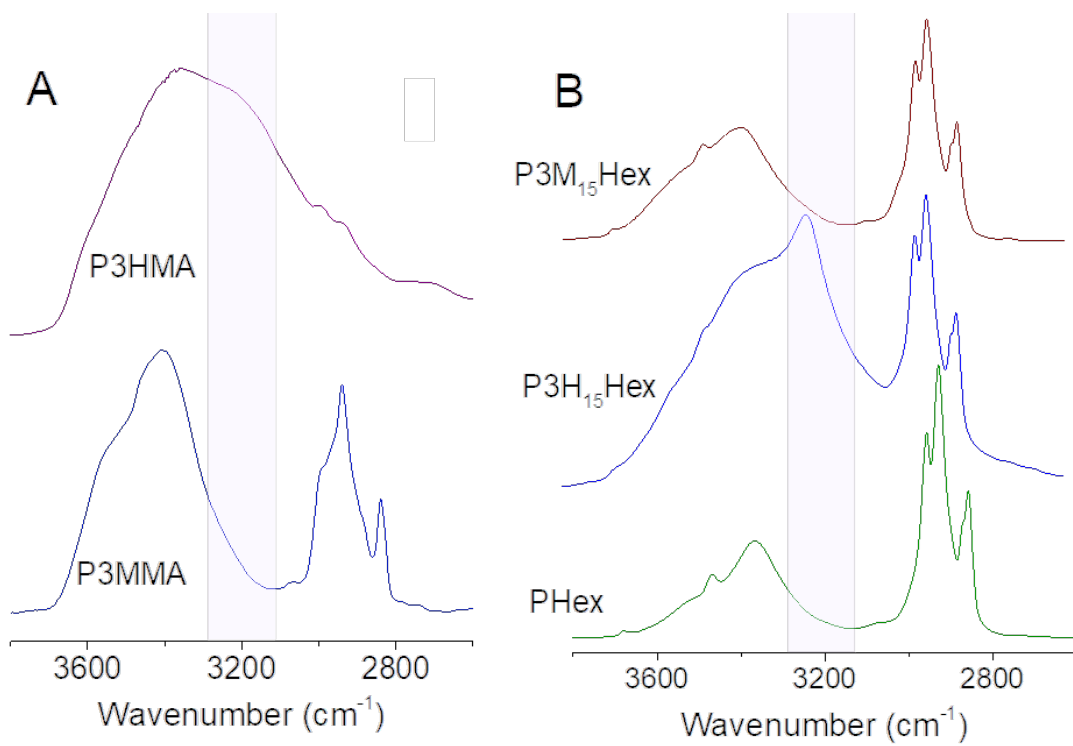 A
P3HMA
P3MMA
3600 3200 2800
Wavenumber (cm⁻¹)
B
P3M₁₅Hex
P3H₁₅Hex
PHex
3600 3200 2800
Wavenumber (cm⁻¹)